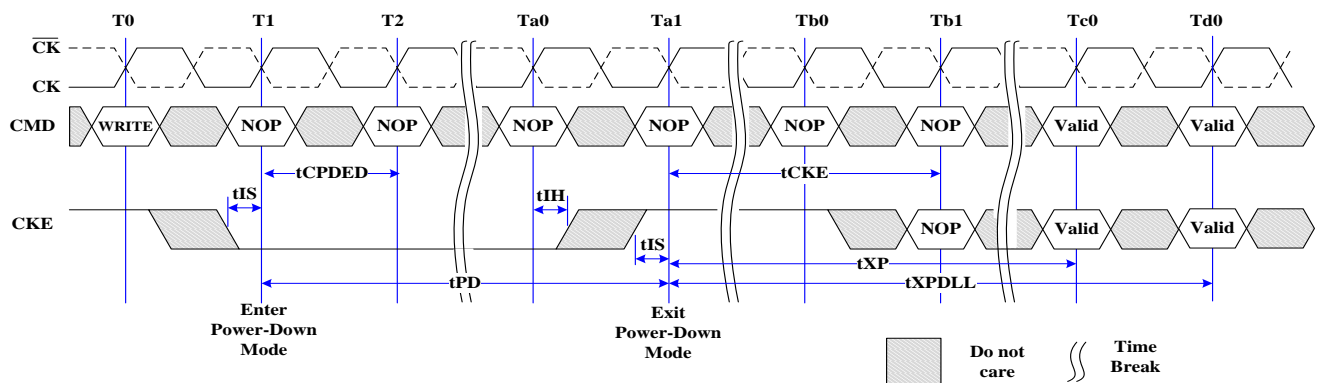 T0 T1 T2 Ta0 Ta1 Tb0 Tb1 Tc0 Td0
CK
CK
CMD WRITE NOP NOP NOP NOP NOP NOP Valid Valid
tCPDED tCKE
tIS tIH
CKE NOP Valid Valid
tIS
tXP
tPD tXPDLL
Enter
Power-Down
Mode
Exit
Power-Down
Mode
Do not
care
Time
Break